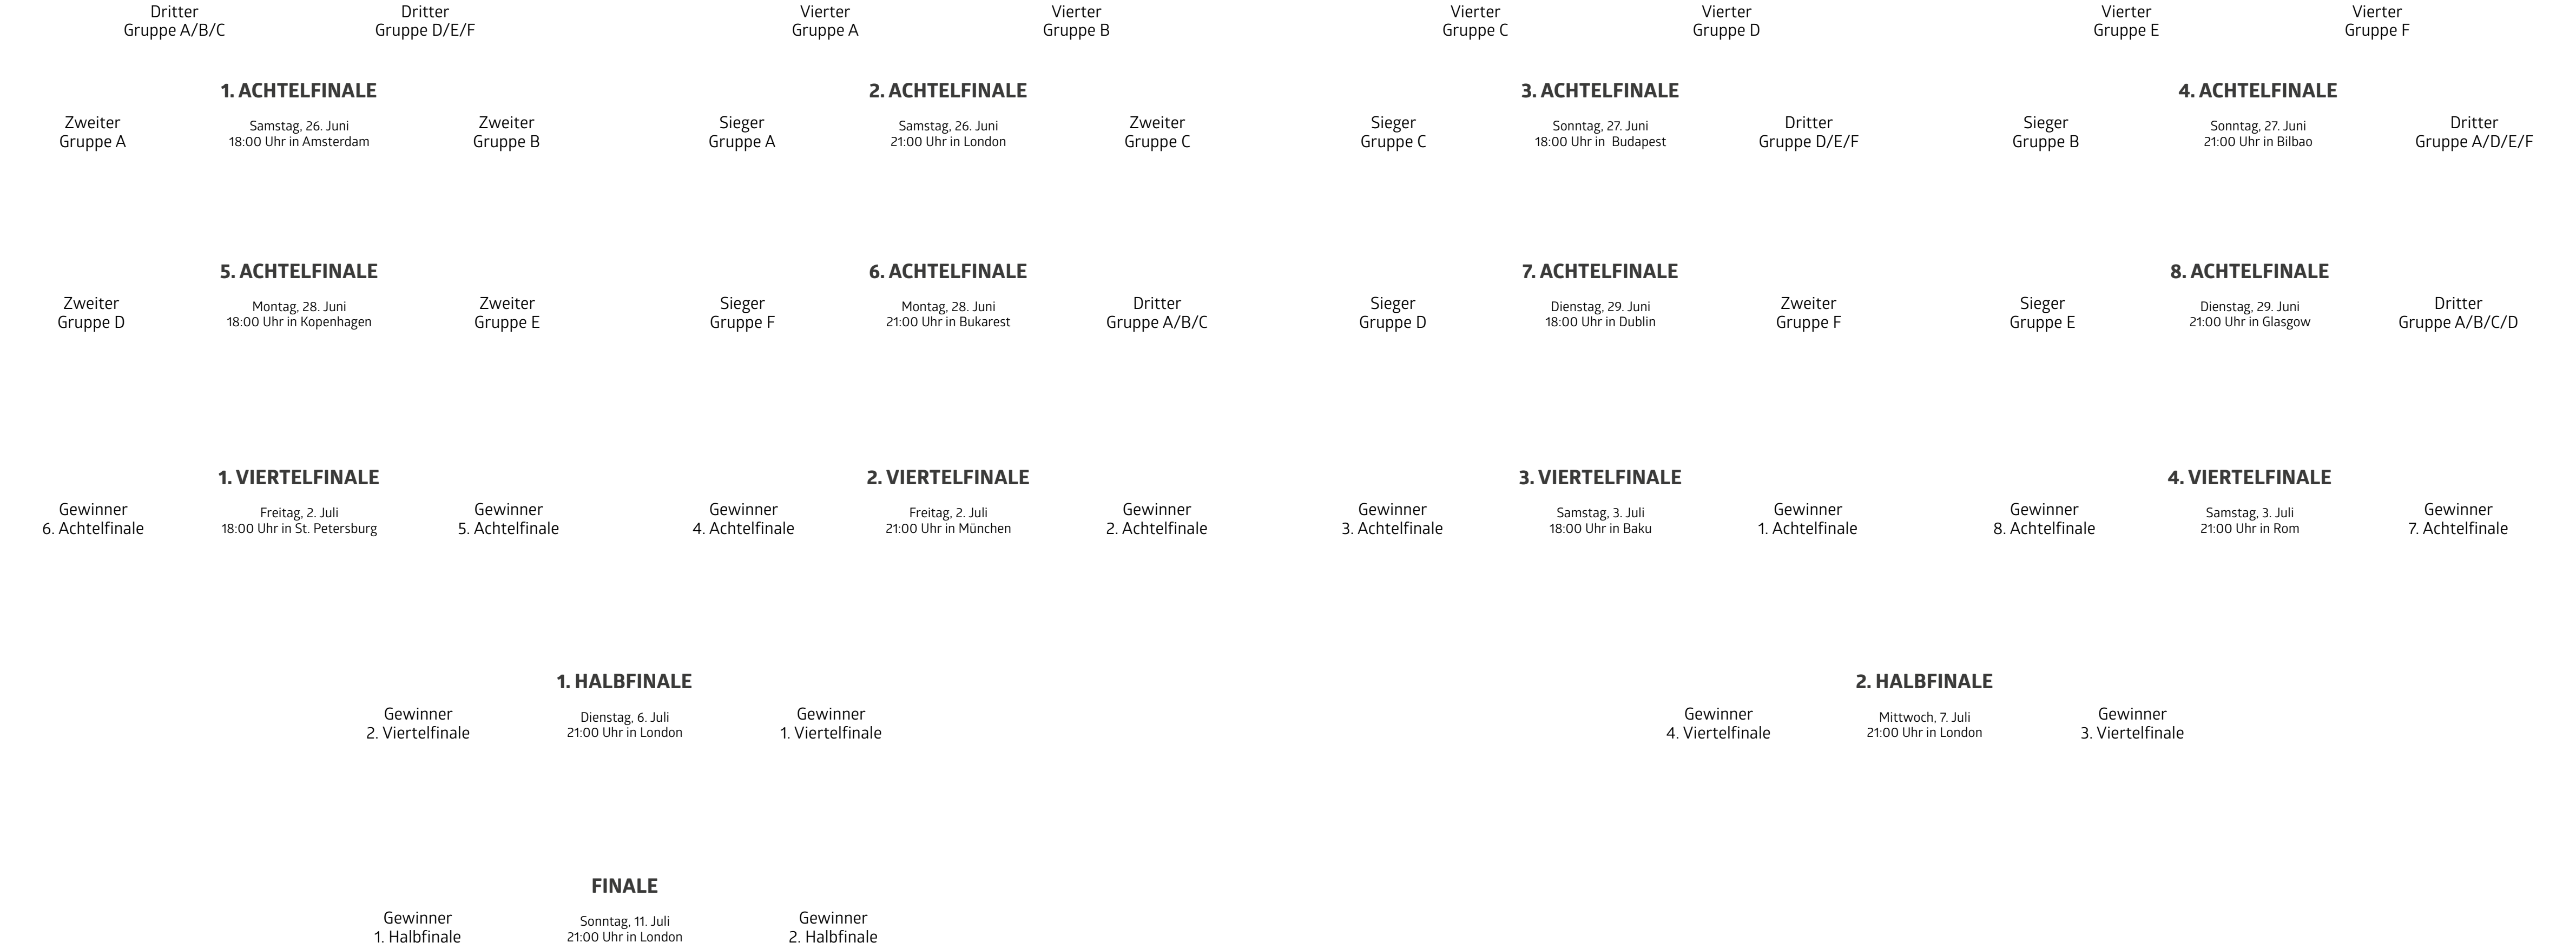 Dritter
Gruppe A/B/C
Dritter
Gruppe D/E/F
Vierter
Gruppe A
Vierter
Gruppe B
Vierter
Gruppe C
Vierter
Gruppe D
Vierter
Gruppe E
Vierter
Gruppe F
1. ACHTELFINALE
Zweiter
Gruppe A
Samstag, 26. Juni
18:00 Uhr in Amsterdam
Zweiter
Gruppe B
2. ACHTELFINALE
Sieger
Gruppe A
Samstag, 26. Juni
21:00 Uhr in London
Zweiter
Gruppe C
3. ACHTELFINALE
Sieger
Gruppe C
Sonntag, 27. Juni
18:00 Uhr in Budapest
Dritter
Gruppe D/E/F
4. ACHTELFINALE
Sieger
Gruppe B
Sonntag, 27. Juni
21:00 Uhr in Bilbao
Dritter
Gruppe A/D/E/F
5. ACHTELFINALE
Zweiter
Gruppe D
Montag, 28. Juni
18:00 Uhr in Kopenhagen
Zweiter
Gruppe E
6. ACHTELFINALE
Sieger
Gruppe F
Montag, 28. Juni
21:00 Uhr in Bukarest
Dritter
Gruppe A/B/C
7. ACHTELFINALE
Sieger
Gruppe D
Dienstag, 29. Juni
18:00 Uhr in Dublin
Zweiter
Gruppe F
8. ACHTELFINALE
Sieger
Gruppe E
Dienstag, 29. Juni
21:00 Uhr in Glasgow
Dritter
Gruppe A/B/C/D
1. VIERTELFINALE
Gewinner
6. Achtelfinale
Freitag, 2. Juli
18:00 Uhr in St. Petersburg
Gewinner
5. Achtelfinale
2. VIERTELFINALE
Gewinner
4. Achtelfinale
Freitag, 2. Juli
21:00 Uhr in München
Gewinner
2. Achtelfinale
3. VIERTELFINALE
Gewinner
3. Achtelfinale
Samstag, 3. Juli
18:00 Uhr in Baku
Gewinner
1. Achtelfinale
4. VIERTELFINALE
Gewinner
8. Achtelfinale
Samstag, 3. Juli
21:00 Uhr in Rom
Gewinner
7. Achtelfinale
1. HALBFINALE
Gewinner
2. Viertelfinale
Dienstag, 6. Juli
21:00 Uhr in London
Gewinner
1. Viertelfinale
2. HALBFINALE
Gewinner
4. Viertelfinale
Mittwoch, 7. Juli
21:00 Uhr in London
Gewinner
3. Viertelfinale
FINALE
Gewinner
1. Halbfinale
Sonntag, 11. Juli
21:00 Uhr in London
Gewinner
2. Halbfinale